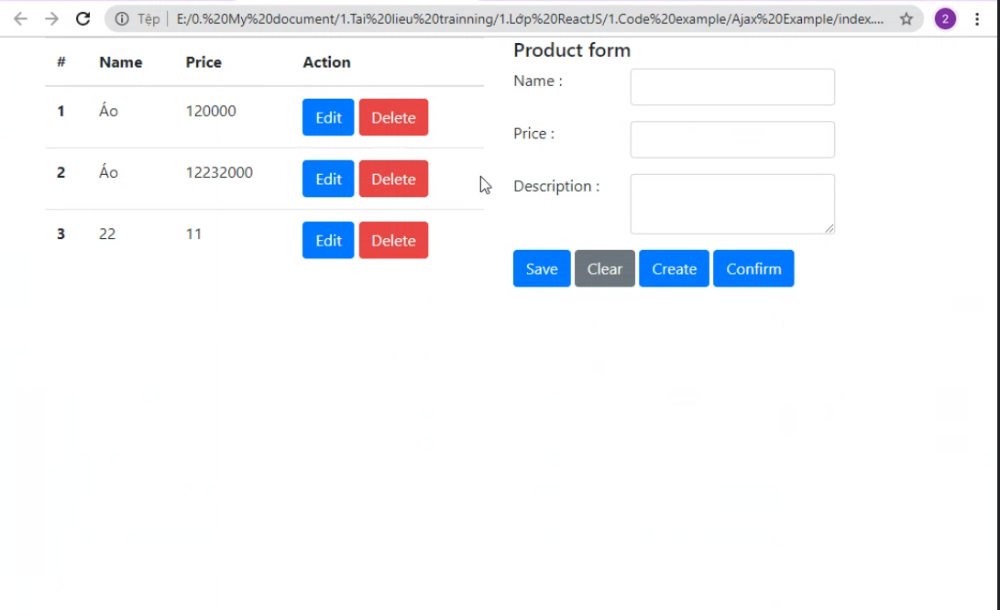 Tệp E:/0.%20My%20document/1.Tai%20lieu%20trainning/1.Lớp%20ReactJS/1.Code%20example/Ajax%20Example/index.... 2
# Name Price Action
1 Áo 120000 Edit Delete
2 Áo 12232000 Edit Delete
3 22 11 Edit Delete
Product form
Name :
Price :
Description :
Save Clear Create Confirm